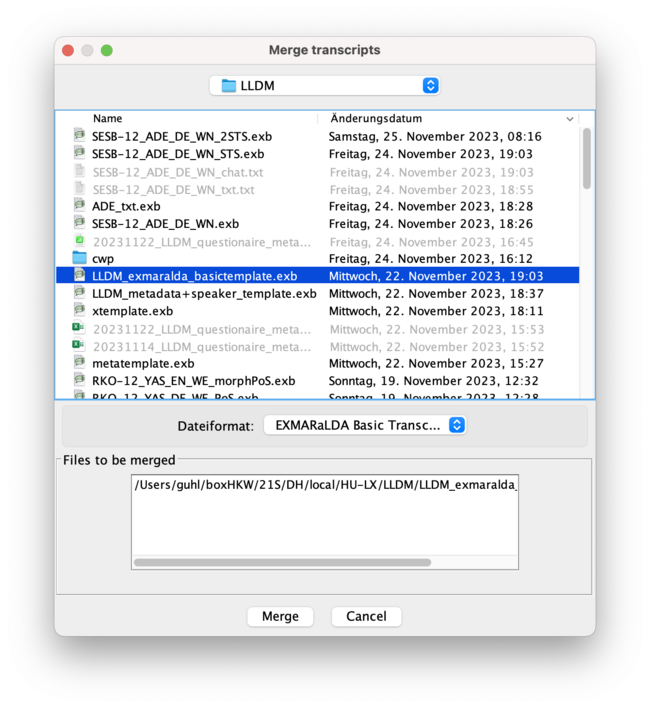 Merge transcripts
LLDM
Name Änderungsdatum
SESB-12_ADE_DE_WN_2STS.exb Samstag, 25. November 2023, 08:16
SESB-12_ADE_DE_WN_STS.exb Freitag, 24. November 2023, 19:03
SESB-12_ADE_DE_WN_chat.txt Freitag, 24. November 2023, 19:03
SESB-12_ADE_DE_WN_txt.txt Freitag, 24. November 2023, 18:55
ADE_txt.exb Freitag, 24. November 2023, 18:28
SESB-12_ADE_DE_WN.exb Freitag, 24. November 2023, 18:26
20231122_LLDM_questionaire_meta... Freitag, 24. November 2023, 16:45
cwp Freitag, 24. November 2023, 16:12
LLDM_exmaralda_basictemplate.exb Mittwoch, 22. November 2023, 19:03
LLDM_metadata+speaker_template.exb Mittwoch, 22. November 2023, 18:37
xtemplate.exb Mittwoch, 22. November 2023, 18:11
20231122_LLDM_questionaire_meta... Mittwoch, 22. November 2023, 15:53
20231114_LLDM_questionaire_meta... Mittwoch, 22. November 2023, 15:52
metatemplate.exb Mittwoch, 22. November 2023, 15:27
RKO-12_YAS_EN_WE_morphPoS.exb Sonntag, 19. November 2023, 12:32
RKO-12_YAS_DE_WE_PoS.exb Sonntag, 19. November 2023, 12:28
Dateiformat: EXMARaLDA Basic Transc...
Files to be merged
/Users/guhl/boxHKW/21S/DH/local/HU-LX/LLDM/LLDM_exmaralda_
Merge Cancel